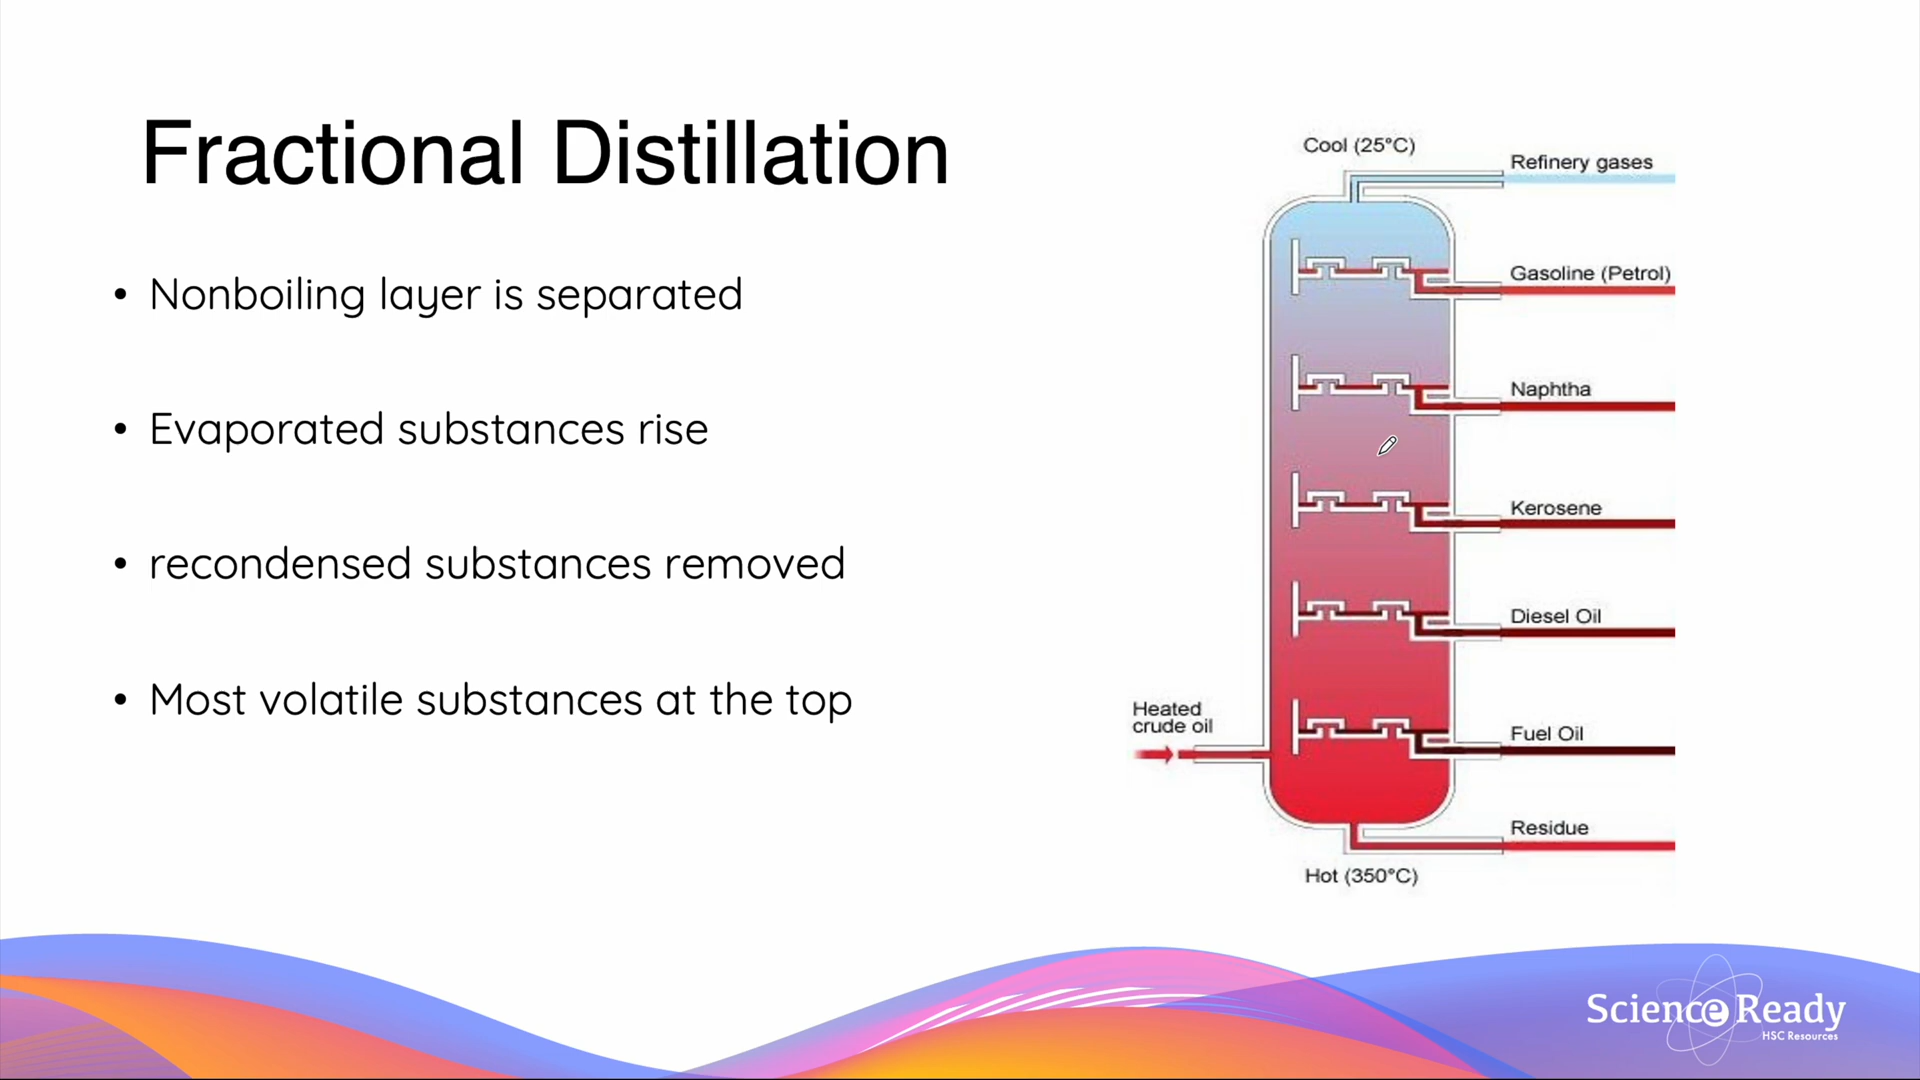 Fractional Distillation
• Nonboiling layer is separated
• Evaporated substances rise
• recondensed substances removed
• Most volatile substances at the top
Cool (25°C)
Refinery gases
Gasoline (Petrol)
Naphtha
Kerosene
Diesel Oil
Heated
crude oil
Fuel Oil
Residue
Hot (350°C)
Science Ready
HSC Resources